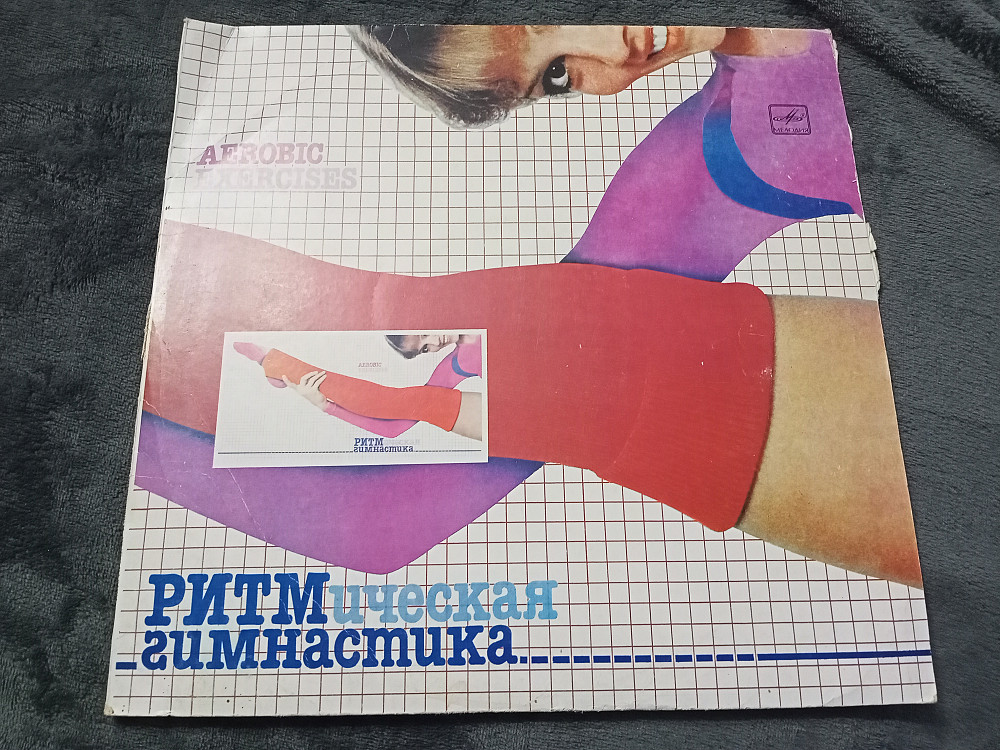 AEROBIC
EXERCISES
МЕЛОДИЯ
AEROBIC
РИТМическая
гимнастика
РИТМическая
гимнастика